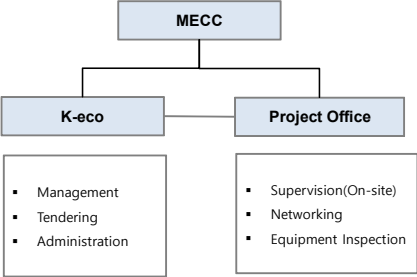 MECC
K-eco
Project Office
▪ Management
▪ Tendering
▪ Administration
▪ Supervision(On-site)
▪ Networking
▪ Equipment Inspection